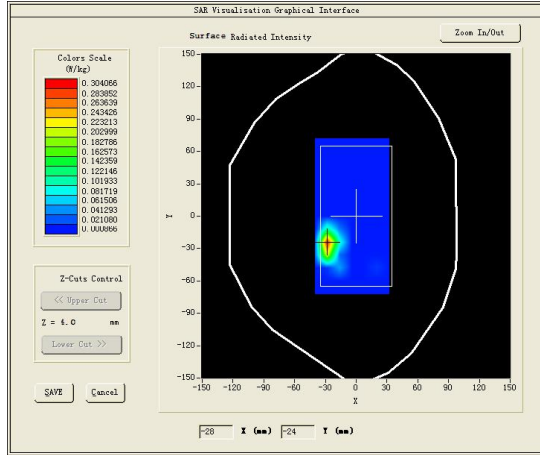 SAR Visualisation Graphical Interface
Surface Radiated Intensity
Zoom In/Out
Colors Scale
(W/kg)
0.304066
0.283852
0.263639
0.243426
0.223213
0.202999
0.182786
0.162573
0.142359
0.122146
0.101933
0.081719
0.061506
0.041293
0.021080
0.000866
Z-Cuts Control
<< Upper Cut
Z = 4.0 mm
Lower Cut >>
SAVE
Cancel
150
120
90
60
30
0
-30
-60
-90
-120
-150
Y
-150 -120 -90 -60 -30 0 30 60 90 120 150
X
-28 X (mm) -24 Y (mm)